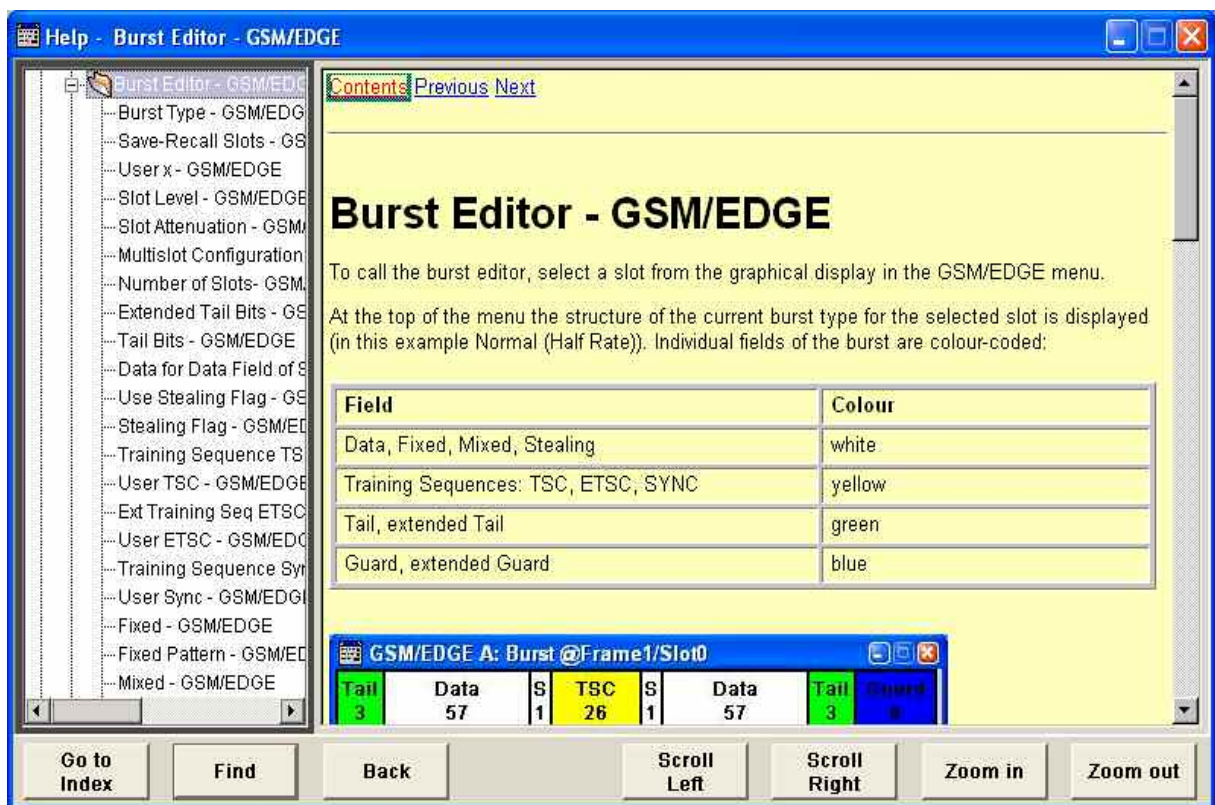 Help - Burst Editor - GSM/EDGE
Burst Editor - GSM/EDG
Burst Type - GSM/EDG
Save-Recall Slots - GS
User x - GSM/EDGE
Slot Level - GSM/EDGE
Slot Attenuation - GSM/
Multislot Configuration
Number of Slots- GSM
Extended Tail Bits - GS
Tail Bits - GSM/EDGE
Data for Data Field of S
Use Stealing Flag - GS
Stealing Flag - GSM/ED
Training Sequence TS
User TSC - GSM/EDGE
Ext Training Seq ETSC
User ETSC - GSM/EDG
Training Sequence Syn
User Sync - GSM/EDGE
Fixed - GSM/EDGE
Fixed Pattern - GSM/ED
Mixed - GSM/EDGE
Contents Previous Next
Burst Editor - GSM/EDGE
To call the burst editor, select a slot from the graphical display in the GSM/EDGE menu.
At the top of the menu the structure of the current burst type for the selected slot is displayed
(in this example Normal (Half Rate)). Individual fields of the burst are colour-coded:
Field Colour
Data, Fixed, Mixed, Stealing white
Training Sequences: TSC, ETSC, SYNC yellow
Tail, extended Tail green
Guard, extended Guard blue
GSM/EDGE A: Burst @Frame1/Slot0
Tail Data S TSC S Data Tail Guard
3 57 1 26 1 57 3
Go to Index Find Back Scroll Left Scroll Right Zoom in Zoom out